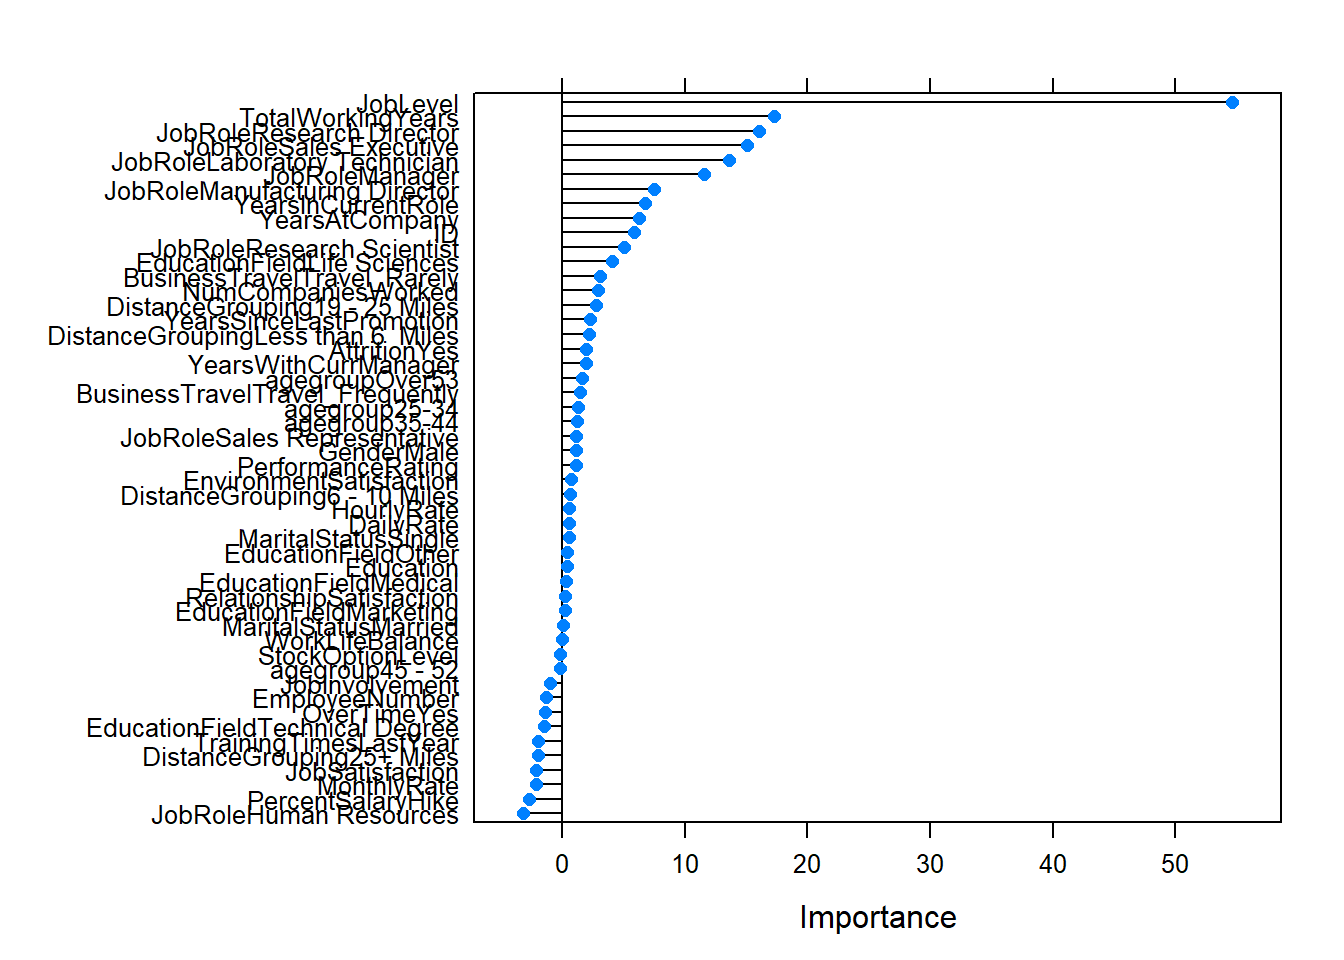 JobLevel
TotalWorkingYears
JobRoleResearch Director
JobRoleSales Executive
JobRoleLaboratory Technician
JobRoleManager
JobRoleManufacturing Director
YearsInCurrentRole
YearsAtCompany
ID
JobRoleResearch Scientist
EducationFieldLife Sciences
BusinessTravelTravel_Rarely
NumCompaniesWorked
DistanceGrouping19 - 25 Miles
YearsSinceLastPromotion
DistanceGroupingLess than 6  Miles
AttritionYes
YearsWithCurrManager
agegroupOver53
BusinessTravelTravel_Frequently
agegroup25-34
agegroup35-44
JobRoleSales Representative
GenderMale
PerformanceRating
EnvironmentSatisfaction
DistanceGrouping6 - 10 Miles
HourlyRate
DailyRate
MaritalStatusSingle
EducationFieldOther
Education
EducationFieldMedical
RelationshipSatisfaction
EducationFieldMarketing
MaritalStatusMarried
WorkLifeBalance
StockOptionLevel
agegroup45 - 52
JobInvolvement
EmployeeNumber
OverTimeYes
EducationFieldTechnical Degree
TrainingTimesLastYear
DistanceGrouping25+ Miles
JobSatisfaction
MonthlyRate
PercentSalaryHike
JobRoleHuman Resources
0 10 20 30 40 50
Importance